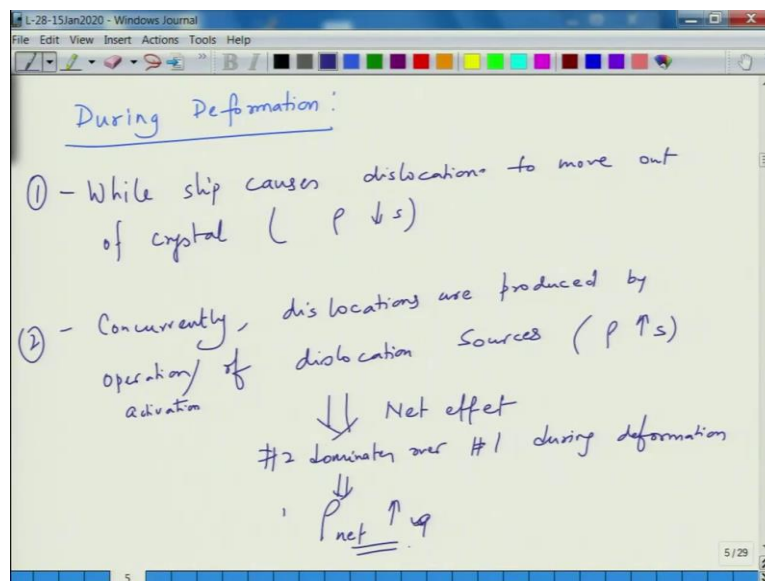 L-28-15Jan2020 - Windows Journal
File Edit View Insert Actions Tools Help
B I
During Deformation:
① - While slip causes dislocations to move out
of crystal ( ρ ↓s)
② - Concurrently, dislocations are produced by
operation/ of dislocation sources (ρ ↑s)
activation
⇓ Net effet
#2 dominates over #1 during deformation
⇓
ρnet ↑
5/29
5